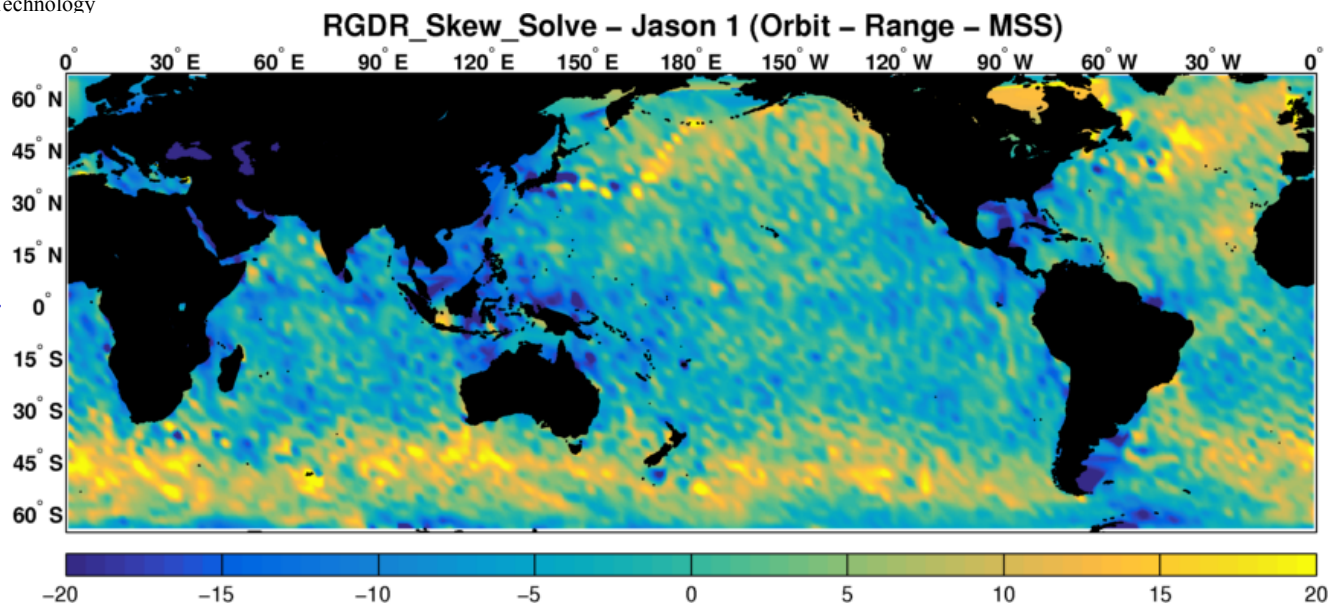 echnology
RGDR_Skew_Solve – Jason 1 (Orbit – Range – MSS)
0° 30° E 60° E 90° E 120° E 150° E 180° E 150° W 120° W 90° W 60° W 30° W 0°
60° N
45° N
30° N
15° N
0°
15° S
30° S
45° S
60° S
−20 −15 −10 −5 0 5 10 15 20